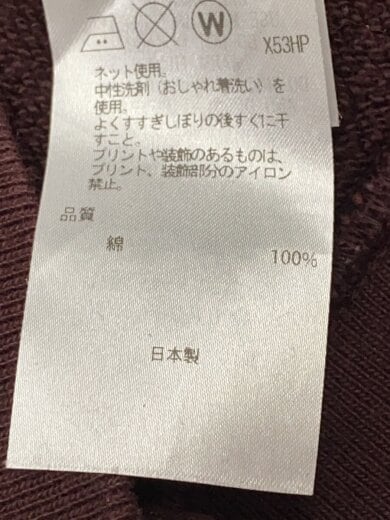 W
X53HP
ネット使用。
中性洗剤（おしゃれ着洗い）を
使用。
よくすすぎしぼりの後すぐに干
すこと。
プリントや装飾のあるものは、
プリント、装飾部分のアイロン
禁止。
品質
綿 100%
日本製